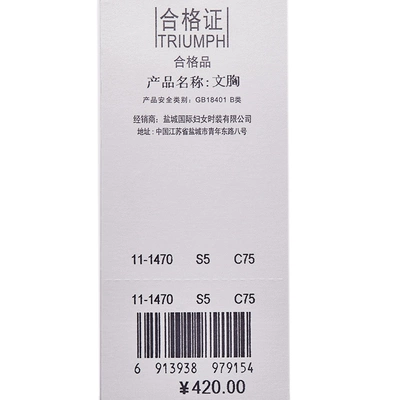 合格证
TRIUMPH
合格品
产品名称:文胸
产品安全类别: GB18401 B类
经销商: 盐城国际妇女时装有限公司
地址: 中国江苏省盐城市青年东路八号
11-1470 S5 C75
11-1470 S5 C75
6 913938 979154
¥420.00